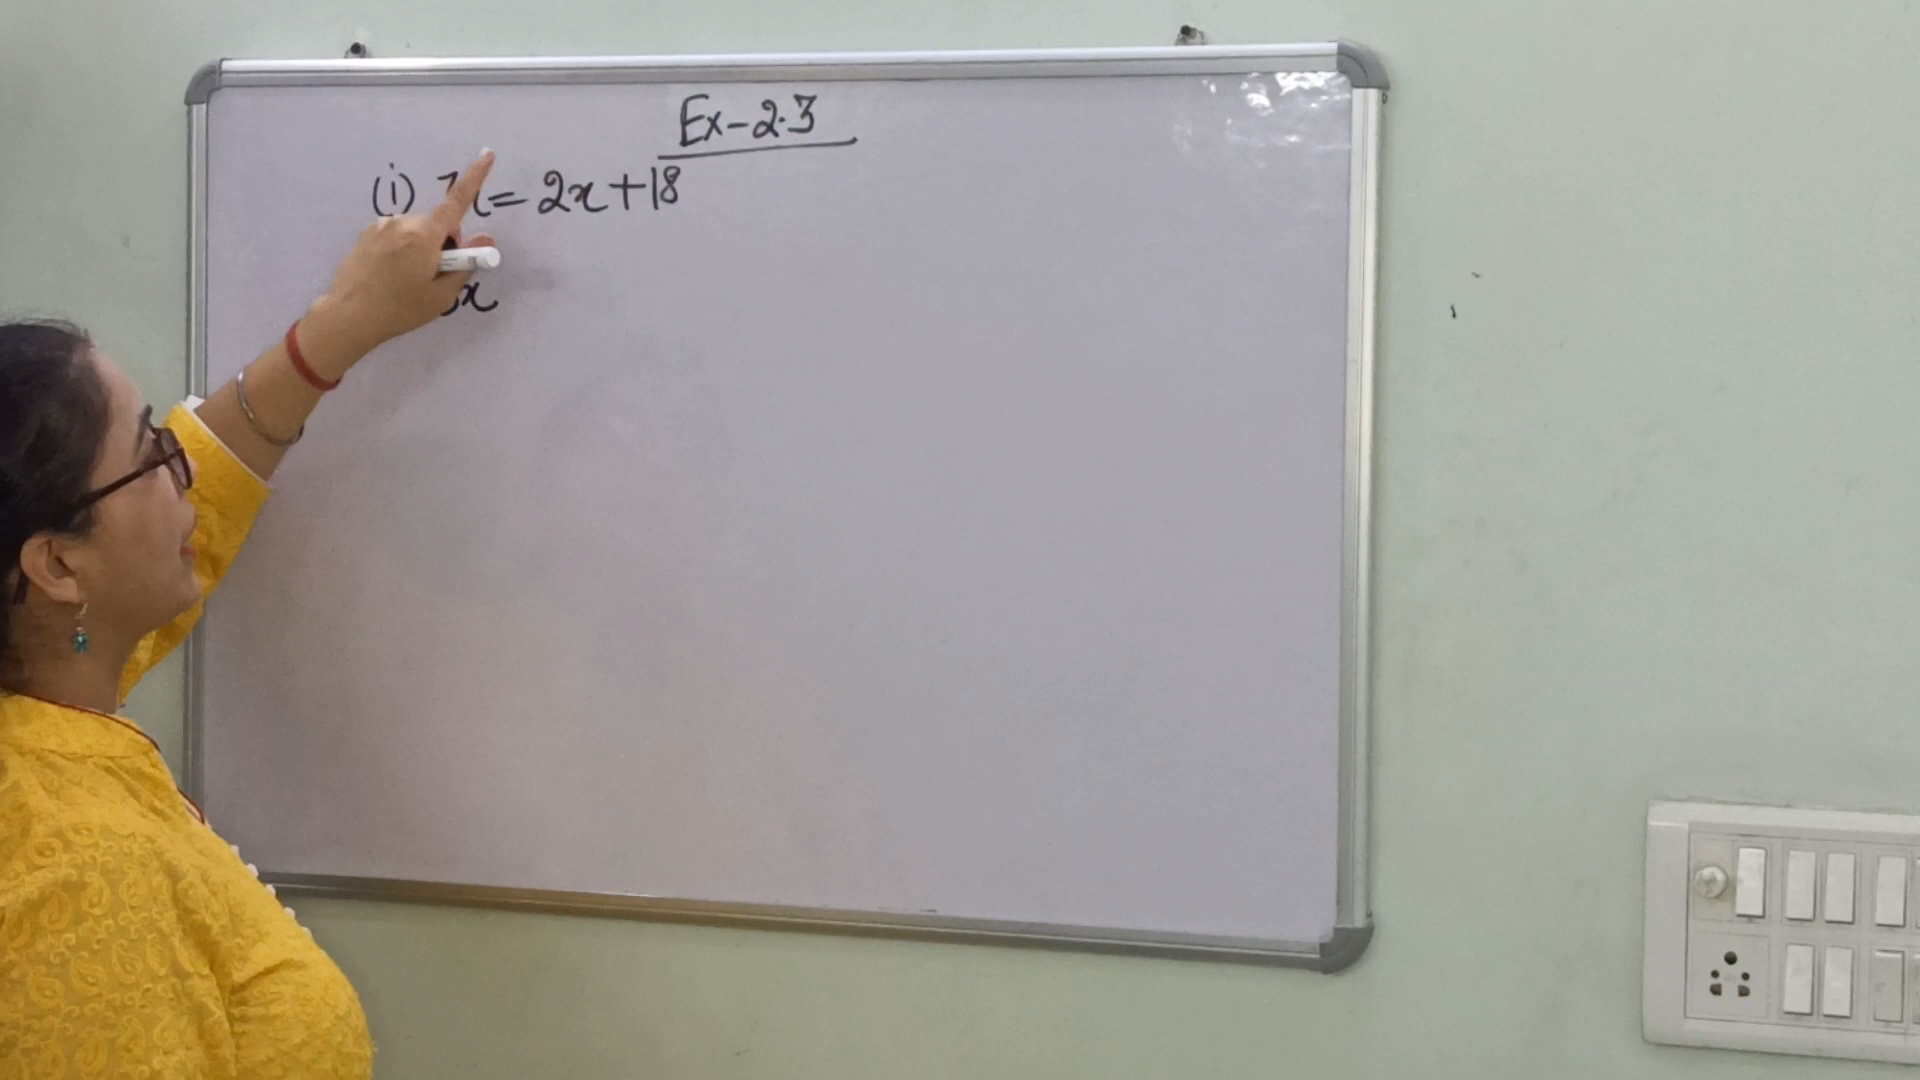 Ex-2.3
(i) = 2x+18
x